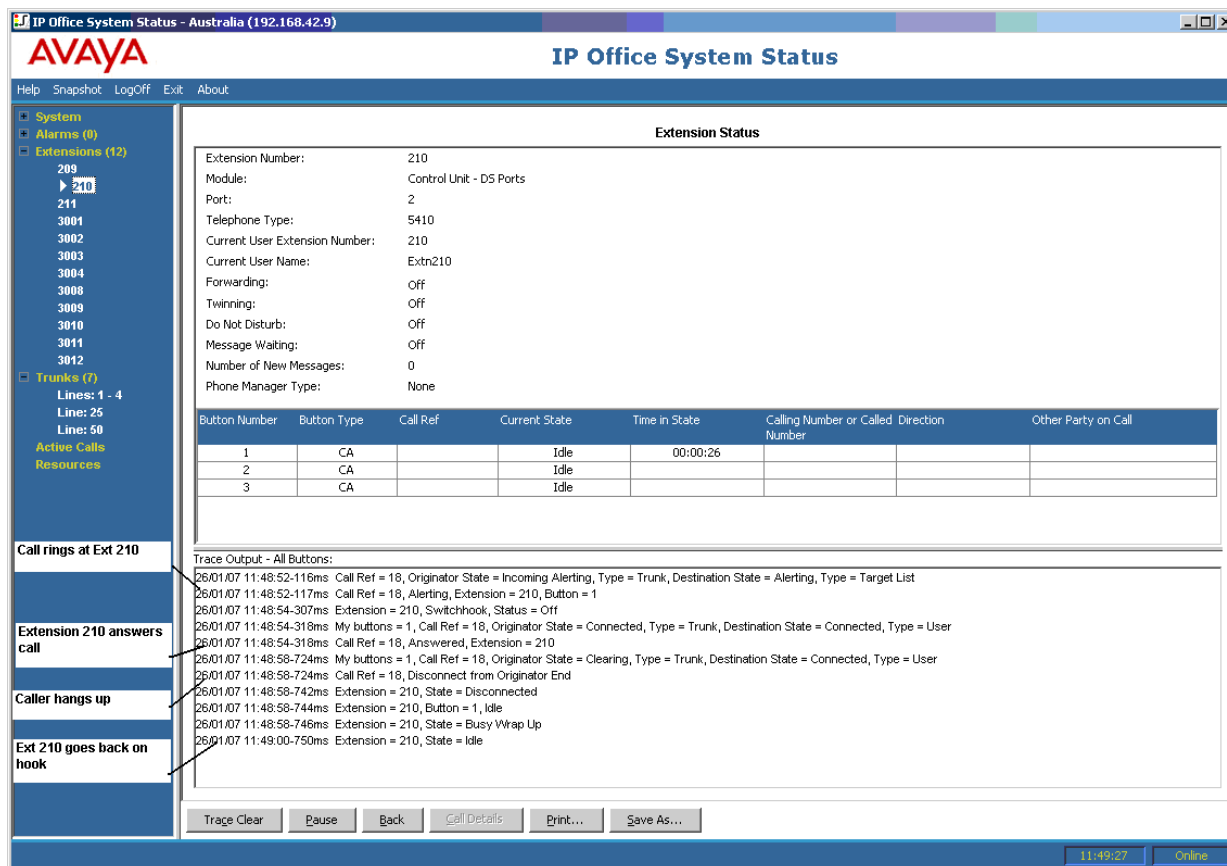 IP Office System Status - Australia (192.168.42.9)
AVAYA
IP Office System Status
Help Snapshot LogOff Exit About
System
Alarms (0)
Extensions (12)
209
210
211
3001
3002
3003
3004
3008
3009
3010
3011
3012
Trunks (7)
Lines: 1 - 4
Line: 25
Line: 50
Active Calls
Resources
Call rings at Ext 210
Extension 210 answers
call
Caller hangs up
Ext 210 goes back on
hook
Extension Status
Extension Number: 210
Module: Control Unit - DS Ports
Port: 2
Telephone Type: 5410
Current User Extension Number: 210
Current User Name: Extn210
Forwarding: Off
Twinning: Off
Do Not Disturb: Off
Message Waiting: Off
Number of New Messages: 0
Phone Manager Type: None
Button Number Button Type Call Ref Current State Time in State Calling Number or Called Number Direction Other Party on Call
1 CA Idle 00:00:26
2 CA Idle
3 CA Idle
Trace Output - All Buttons:
26/01/07 11:48:52-116ms Call Ref = 18, Originator State = Incoming Alerting, Type = Trunk, Destination State = Alerting, Type = Target List
26/01/07 11:48:52-117ms Call Ref = 18, Alerting, Extension = 210, Button = 1
26/01/07 11:48:54-307ms Extension = 210, Switchhook, Status = Off
26/01/07 11:48:54-318ms My buttons = 1, Call Ref = 18, Originator State = Connected, Type = Trunk, Destination State = Connected, Type = User
26/01/07 11:48:54-318ms Call Ref = 18, Answered, Extension = 210
26/01/07 11:48:58-724ms My buttons = 1, Call Ref = 18, Originator State = Clearing, Type = Trunk, Destination State = Connected, Type = User
26/01/07 11:48:58-724ms Call Ref = 18, Disconnect from Originator End
26/01/07 11:48:58-742ms Extension = 210, State = Disconnected
26/01/07 11:48:58-744ms Extension = 210, Button = 1, Idle
26/01/07 11:48:58-746ms Extension = 210, State = Busy Wrap Up
26/01/07 11:49:00-750ms Extension = 210, State = Idle
Trace Clear Pause Back Call Details Print... Save As...
11:49:27 Online